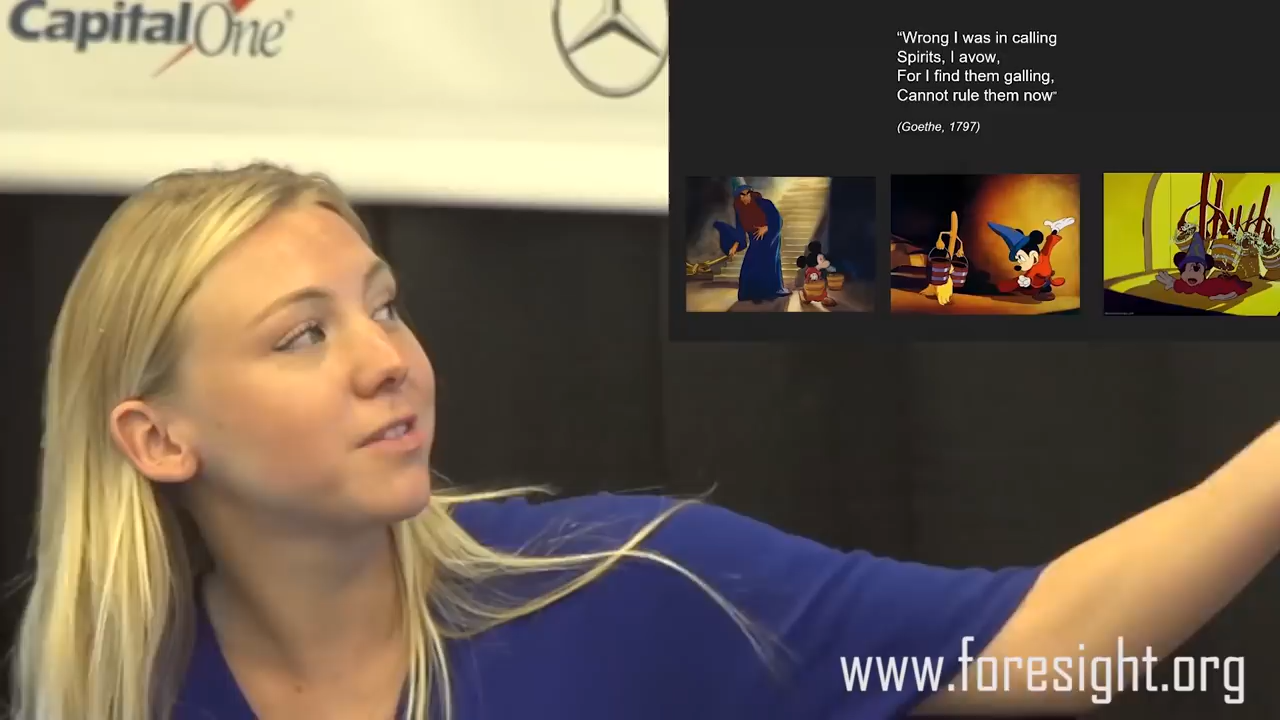 CapitalOne
“Wrong I was in calling
Spirits, I avow,
For I find them galling,
Cannot rule them now”
(Goethe, 1797)
www.foresight.org